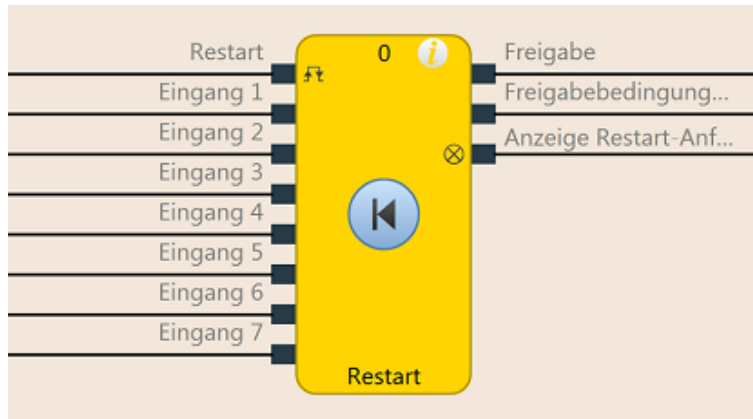 Restart
Eingang 1
Eingang 2
Eingang 3
Eingang 4
Eingang 5
Eingang 6
Eingang 7
0 i
Restart
Freigabe
Freigabebedingung...
Anzeige Restart-Anf...